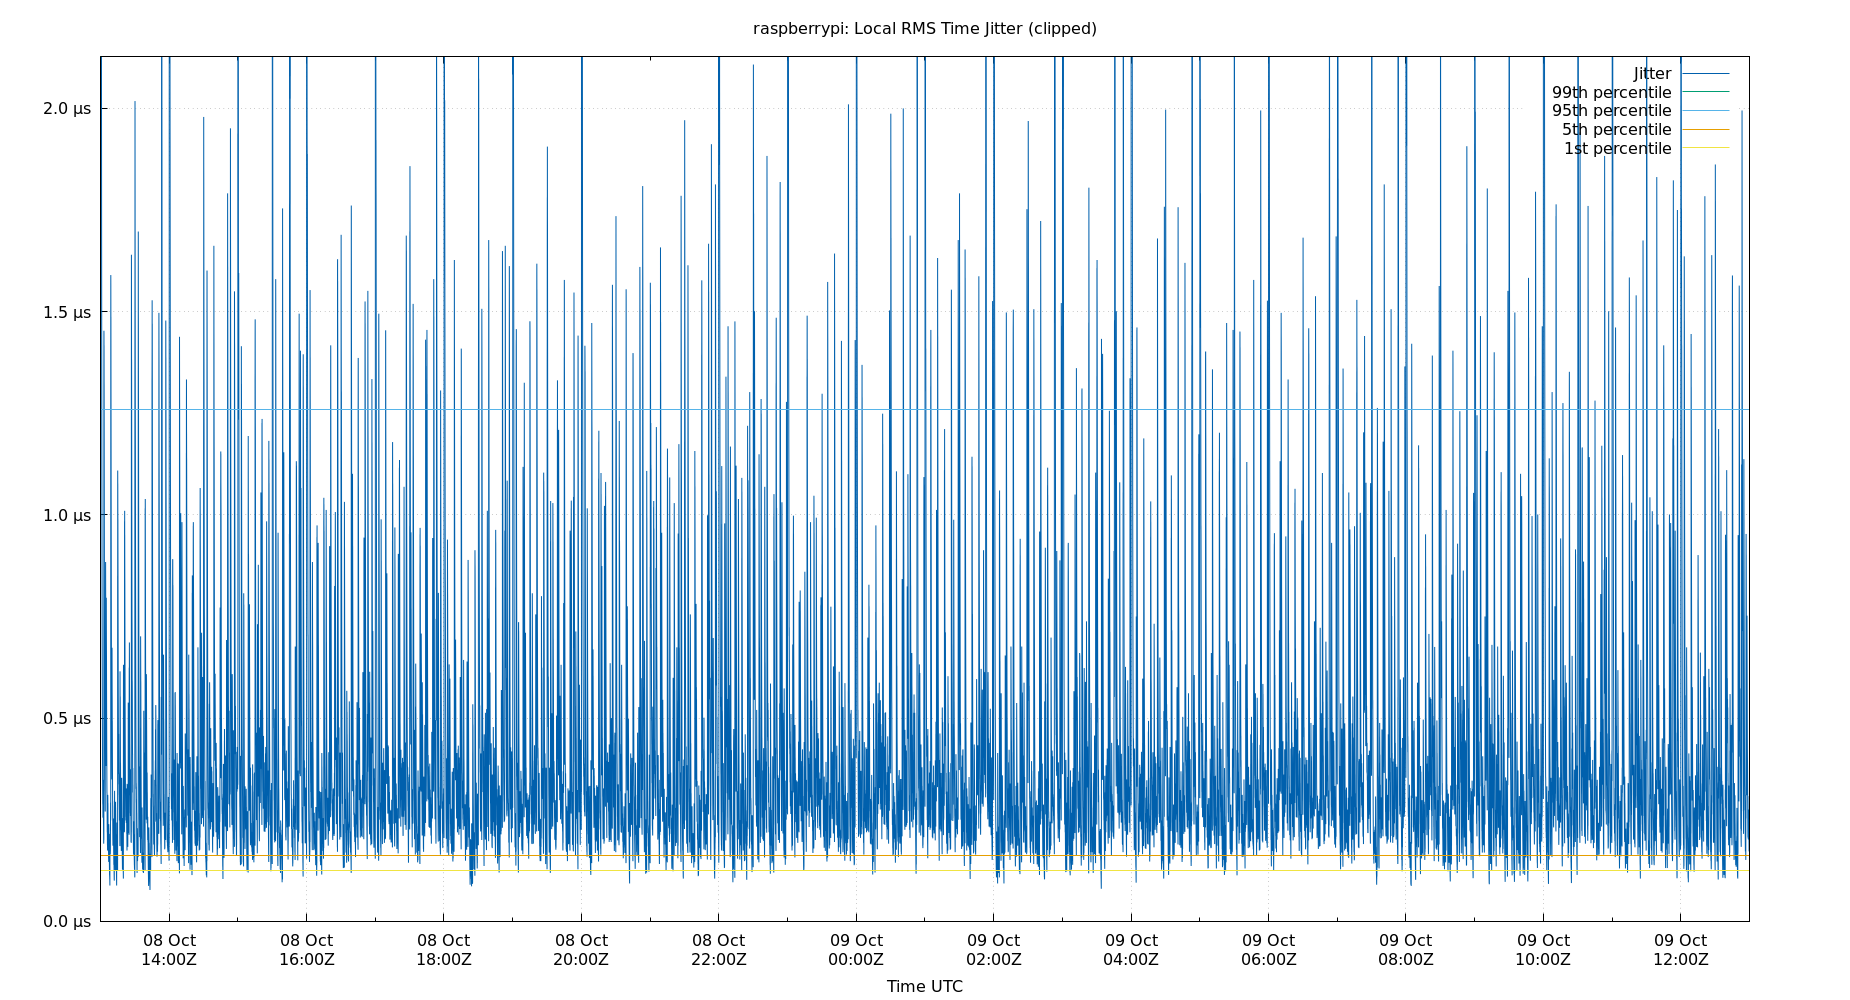 raspberrypi: Local RMS Time Jitter (clipped)
Jitter
99th percentile
95th percentile
5th percentile
1st percentile
2.0 μs
1.5 μs
1.0 μs
0.5 μs
0.0 μs
08 Oct 08 Oct 08 Oct 08 Oct 08 Oct 09 Oct 09 Oct 09 Oct 09 Oct 09 Oct 09 Oct 09 Oct
14:00Z 16:00Z 18:00Z 20:00Z 22:00Z 00:00Z 02:00Z 04:00Z 06:00Z 08:00Z 10:00Z 12:00Z
Time UTC